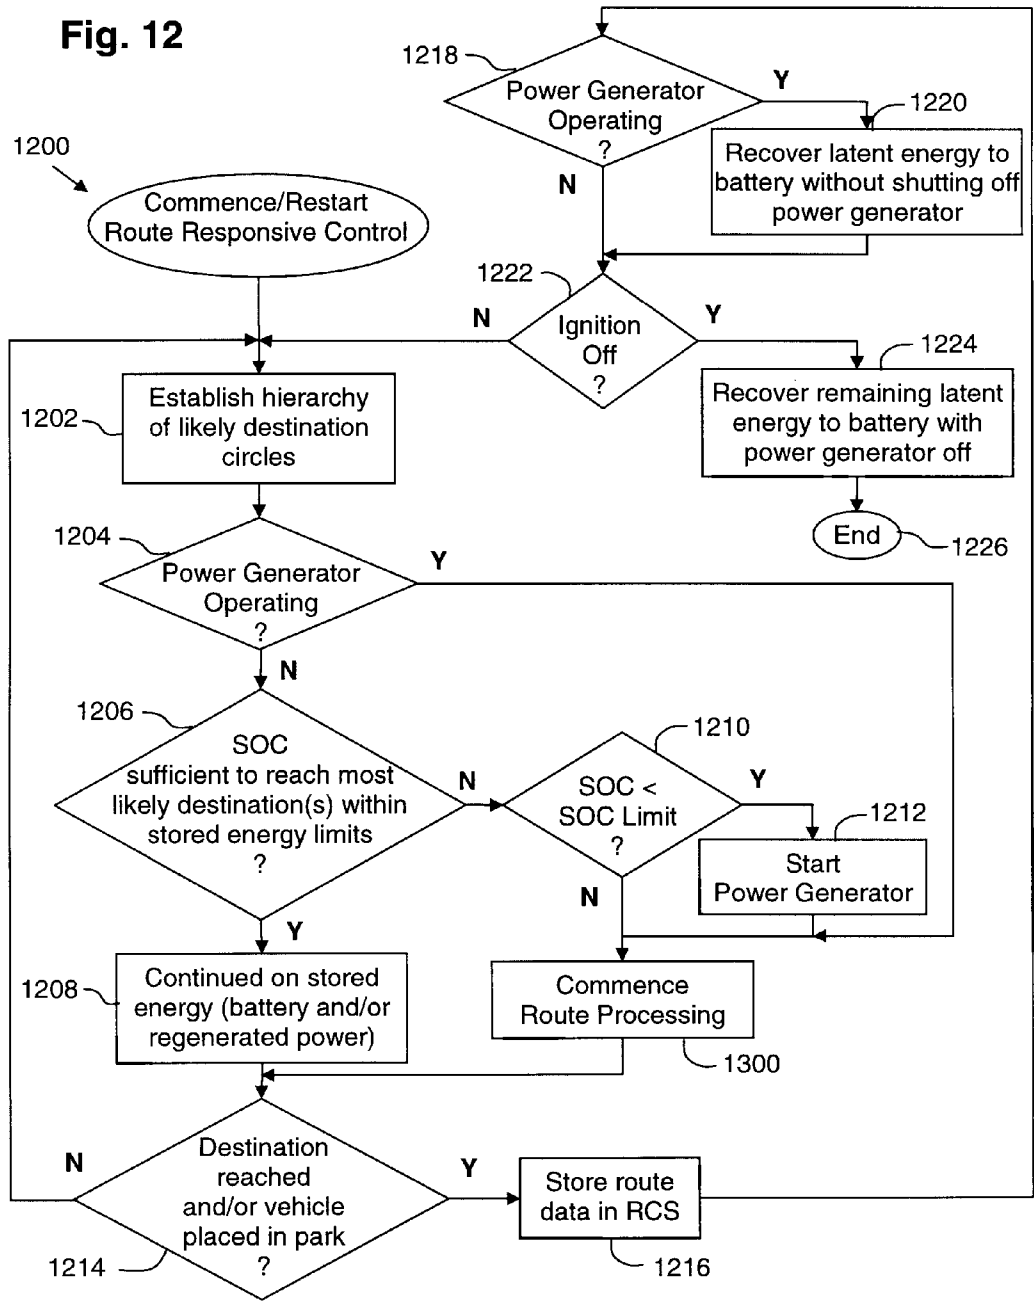 Fig. 12
1218
Power Generator
Operating
?
Y
N
1220
Recover latent energy to
battery without shutting off
power generator
1200
Commence/Restart
Route Responsive Control
1222
Ignition
Off
?
N
Y
1224
Recover remaining latent
energy to battery with
power generator off
End
1226
1202
Establish hierarchy
of likely destination
circles
1204
Power Generator
Operating
?
Y
N
1206
SOC
sufficient to reach most
likely destination(s) within
stored energy limits
?
N
Y
1210
SOC <
SOC Limit
?
Y
N
1212
Start
Power Generator
1208
Continued on stored
energy (battery and/or
regenerated power)
Commence
Route Processing
1300
Destination
reached
and/or vehicle
placed in park
?
N
Y
1214
Store route
data in RCS
1216